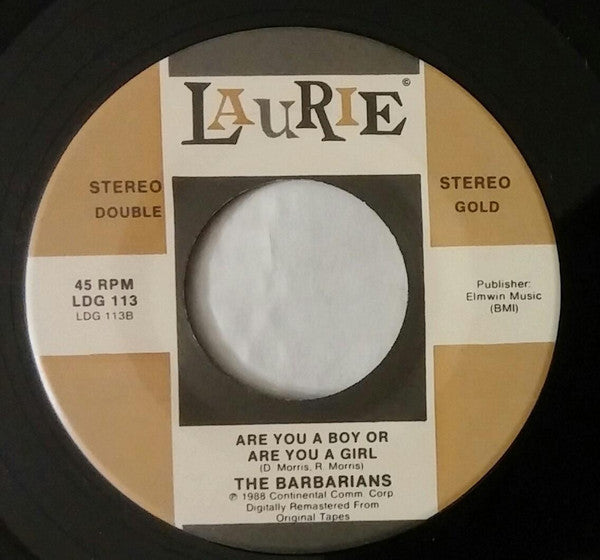 LAURIE ©
STEREO
DOUBLE
STEREO
GOLD
45 RPM
LDG 113
LDG 113B
Publisher:
Elmwin Music
(BMI)
ARE YOU A BOY OR
ARE YOU A GIRL
(D. Morris, R. Morris)
THE BARBARIANS
℗ 1988 Continental Comm. Corp.
Digitally Remastered From
Original Tapes